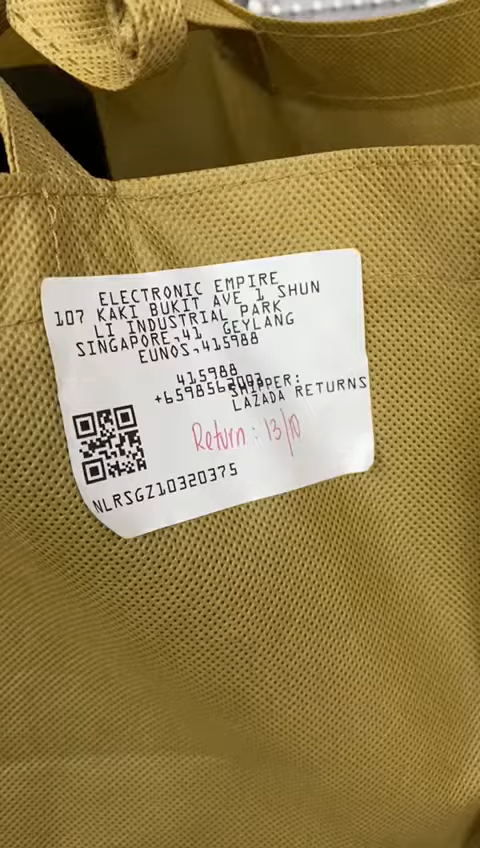 ELECTRONIC EMPIRE
107 KAKI BUKIT AVE 1 SHUN
LI INDUSTRIAL PARK
SINGAPORE,41, GEYLANG
EUNOS,415988
415988
SHIPPER:
LAZADA RETURNS
Return : 13/10
NLRSGZ10320375